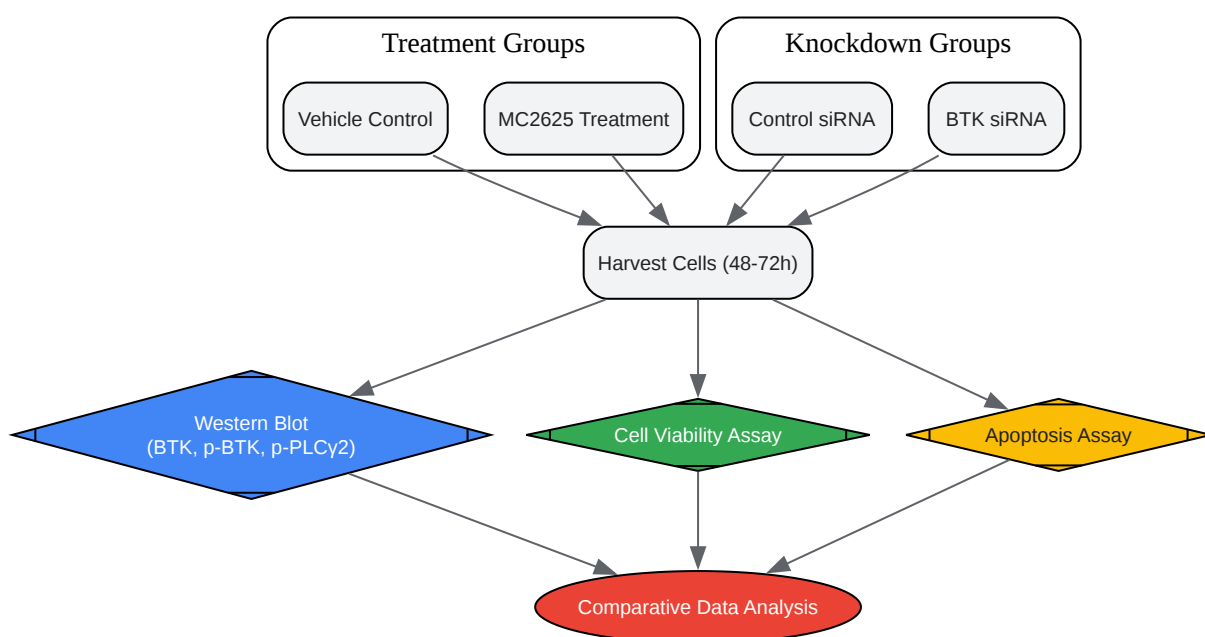 Treatment Groups
Knockdown Groups
Vehicle Control
MC2625 Treatment
Control siRNA
BTK siRNA
Harvest Cells (48-72h)
Western Blot
(BTK, p-BTK, p-PLCγ2)
Cell Viability Assay
Apoptosis Assay
Comparative Data Analysis